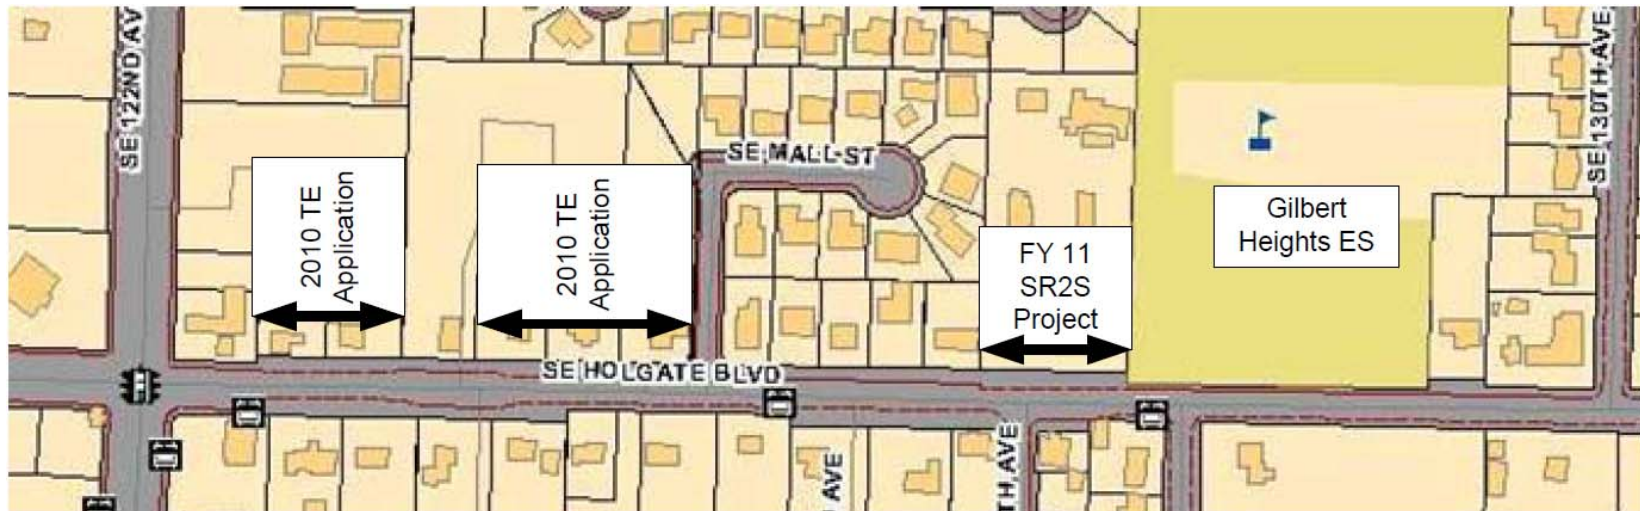 SE 122ND AV
SE 130TH AVE
SE MALL ST
2010 TE
Application
2010 TE
Application
FY 11
SR2S
Project
Gilbert
Heights ES
SE HOLGATE BLVD
AVE
TH AVE